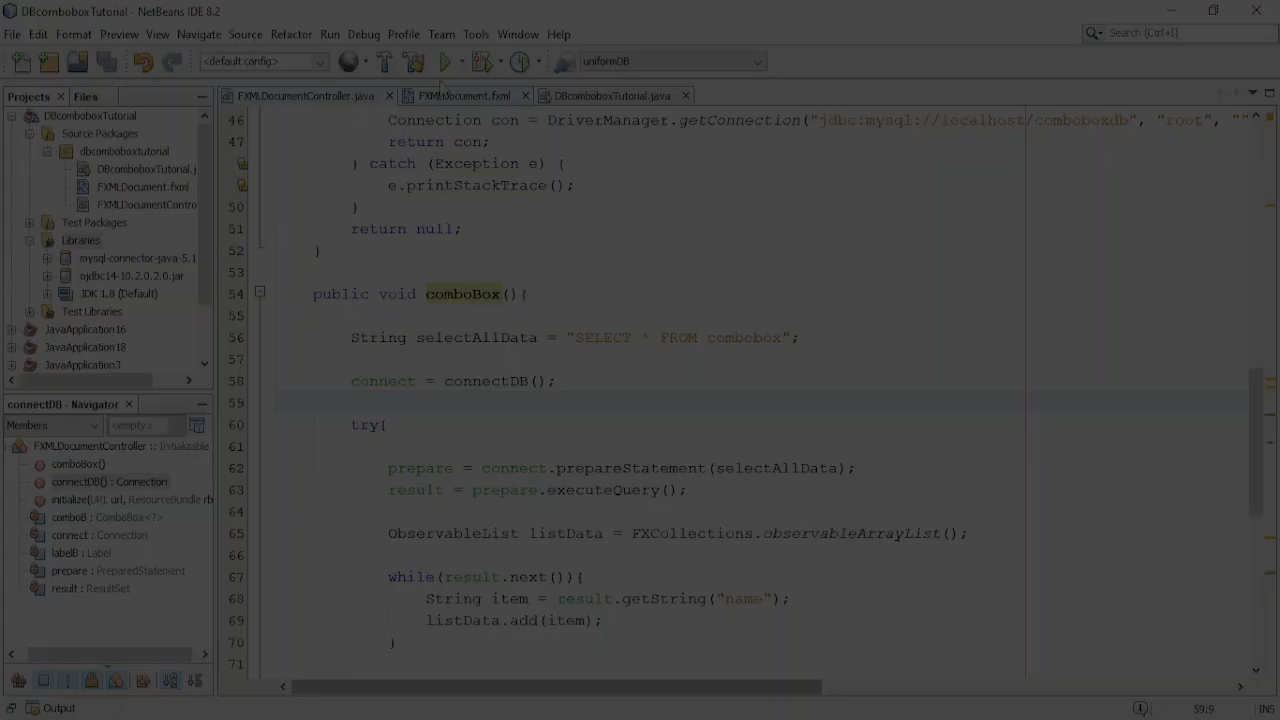 DBcomboboxTutorial - NetBeans IDE 8.2
File Edit Format Preview View Navigate Source Refactor Run Debug Profile Team Tools Window Help
Search (Ctrl+I)
<default config>
uniformDB
Projects Files
FXMLDocumentController.java FXMLDocument.fxml DBcomboboxTutorial.java
DBcomboboxTutorial
Source Packages
dbcomboboxtutorial
DBcomboboxTutorial.j
FXMLDocument.fxml
FXMLDocumentContro
Test Packages
Libraries
mysql-connector-java-5.1
ojdbc14-10.2.0.2.0.jar
JDK 1.8 (Default)
Test Libraries
JavaApplication16
JavaApplication18
JavaApplication3
connectDB - Navigator
Members <empty>
FXMLDocumentController :: Initializable
comboBox()
connectDB() : Connection
initialize(URL url, ResourceBundle rb
comboB : ComboBox<?>
connect : Connection
labelB : Label
prepare : PreparedStatement
result : ResultSet
46 Connection con = DriverManager.getConnection("jdbc:mysql://localhost/comboboxdb", "root", ""
47 return con;
} catch (Exception e) {
e.printStackTrace();
50 }
51 return null;
52 }
53
54 public void comboBox(){
55
56 String selectAllData = "SELECT * FROM combobox";
57
58 connect = connectDB();
59
60 try{
61
62 prepare = connect.prepareStatement(selectAllData);
63 result = prepare.executeQuery();
64
65 ObservableList listData = FXCollections.observableArrayList();
66
67 while(result.next()){
68 String item = result.getString("name");
69 listData.add(item);
70 }
71
Output
59:9 INS